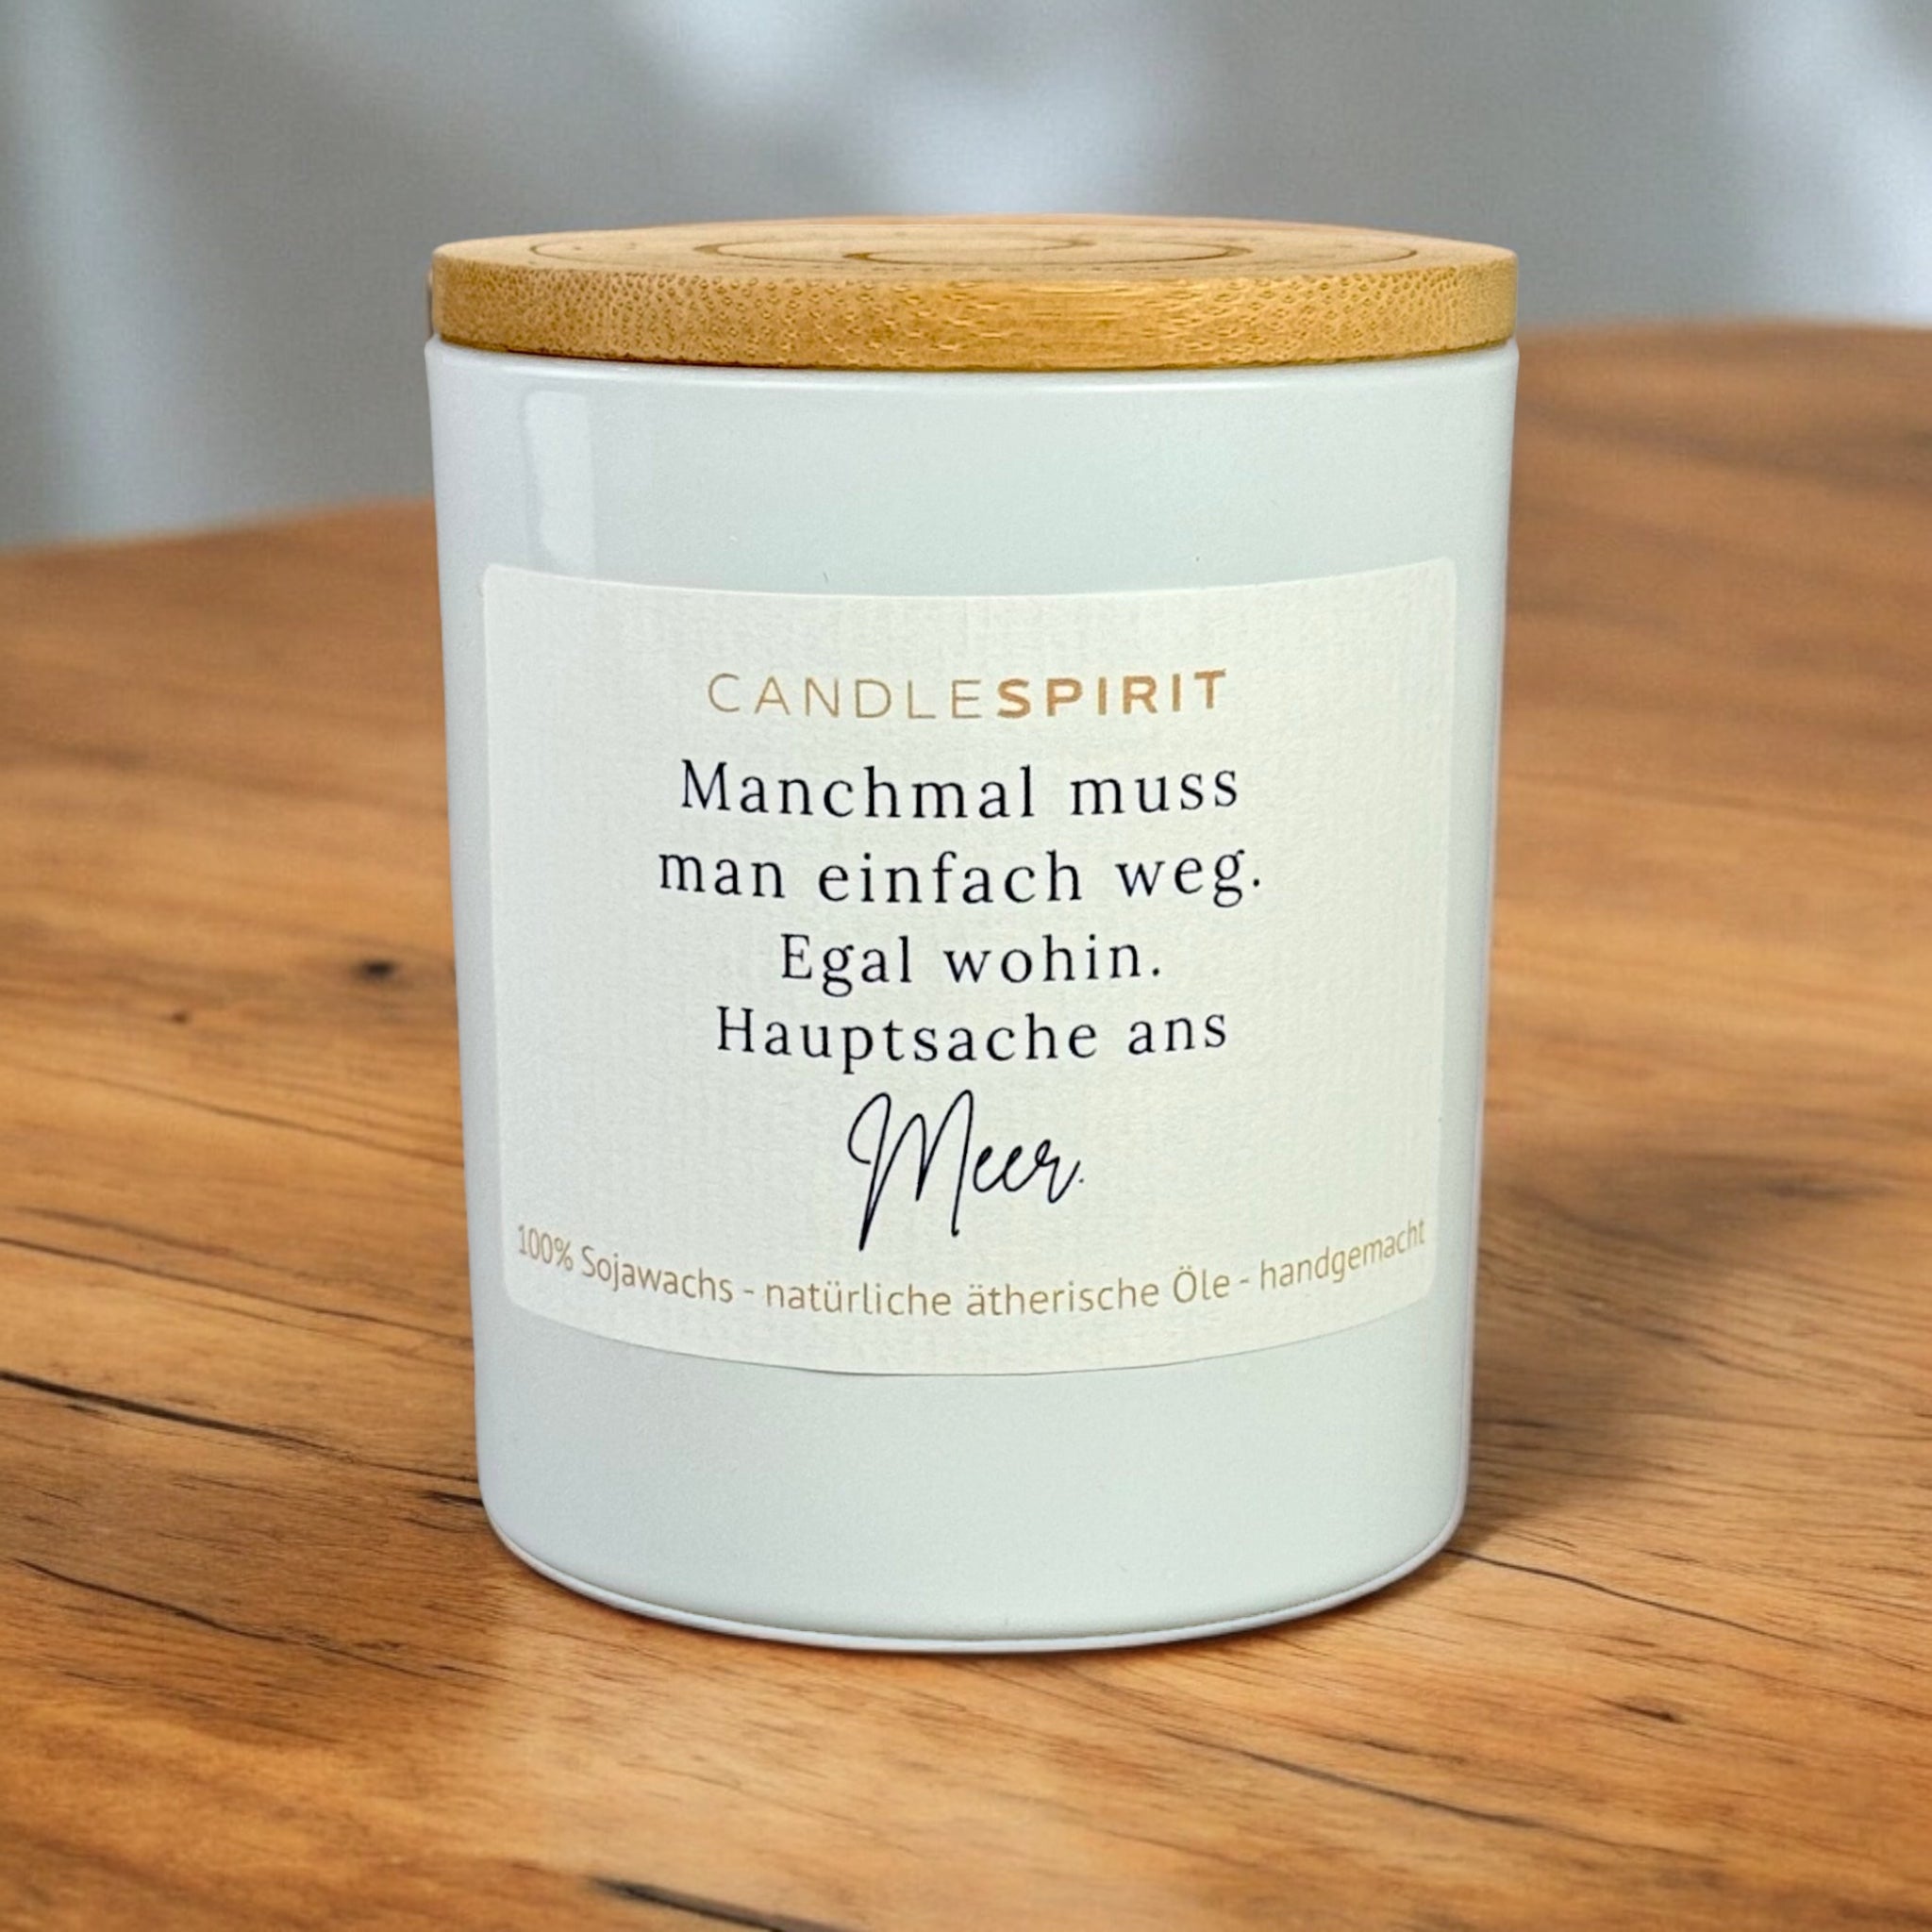 CANDLESPIRIT
Manchmal muss
man einfach weg.
Egal wohin.
Hauptsache ans
Meer.
100% Sojawachs - natürliche ätherische Öle - handgemacht